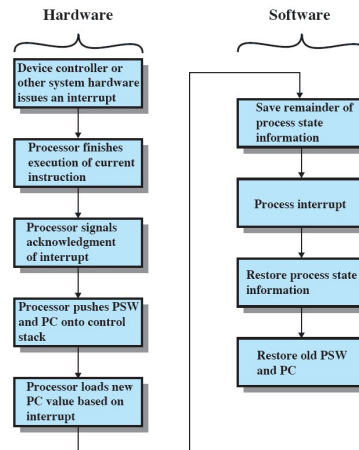 Hardware
Device controller or
other system hardware
issues an interrupt
Processor finishes
execution of current
instruction
Processor signals
acknowledgment
of interrupt
Processor pushes PSW
and PC onto control
stack
Processor loads new
PC value based on
interrupt
Software
Save remainder of
process state
information
Process interrupt
Restore process state
information
Restore old PSW
and PC